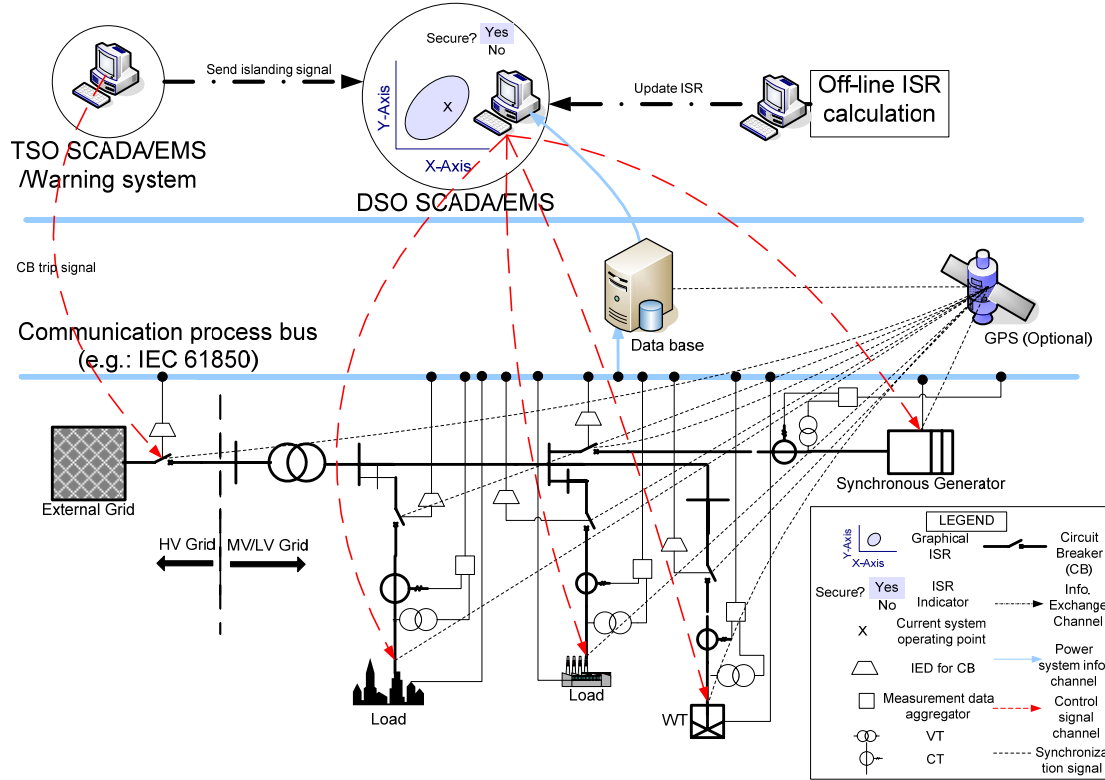 Secure? Yes
No
Send islanding signal
Y-Axis
X
X-Axis
Update ISR
Off-line ISR
calculation
TSO SCADA/EMS
/Warning system
DSO SCADA/EMS
CB trip signal
Communication process bus
(e.g.: IEC 61850)
Data base
GPS (Optional)
External Grid
Synchronous Generator
HV Grid
MV/LV Grid
Load
Load
WT
LEGEND
Y-Axis
X-Axis
Graphical
ISR
Circuit
Breaker
(CB)
Secure? Yes
No
ISR
Indicator
Info.
Exchange
Channel
X
Current system
operating point
Power
system info
channel
IED for CB
Measurement data
aggregator
Control
signal
channel
VT
CT
Synchroniza
tion signal